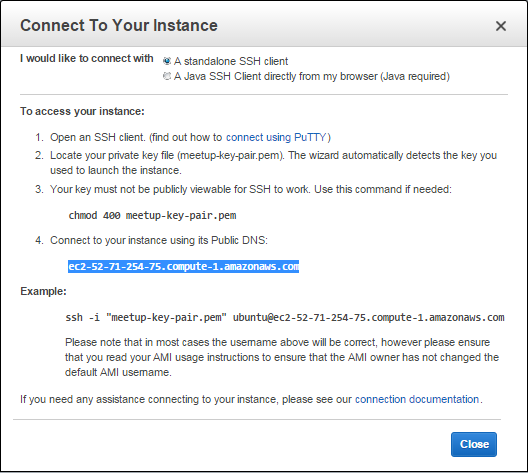 Connect To Your Instance ×
I would like to connect with A standalone SSH client
A Java SSH Client directly from my browser (Java required)
To access your instance:
1. Open an SSH client. (find out how to connect using PuTTY)
2. Locate your private key file (meetup-key-pair.pem). The wizard automatically detects the key you
used to launch the instance.
3. Your key must not be publicly viewable for SSH to work. Use this command if needed:
chmod 400 meetup-key-pair.pem
4. Connect to your instance using its Public DNS:
ec2-52-71-254-75.compute-1.amazonaws.com
Example:
ssh -i "meetup-key-pair.pem" ubuntu@ec2-52-71-254-75.compute-1.amazonaws.com
Please note that in most cases the username above will be correct, however please ensure
that you read your AMI usage instructions to ensure that the AMI owner has not changed the
default AMI username.
If you need any assistance connecting to your instance, please see our connection documentation.
Close